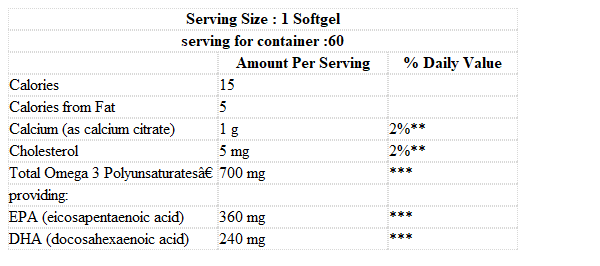 Serving Size : 1 Softgel
serving for container :60
Amount Per Serving % Daily Value
Calories 15
Calories from Fat 5
Calcium (as calcium citrate) 1 g 2%**
Cholesterol 5 mg 2%**
Total Omega 3 Polyunsaturatesâ€ 700 mg ***
providing:
EPA (eicosapentaenoic acid) 360 mg ***
DHA (docosahexaenoic acid) 240 mg ***